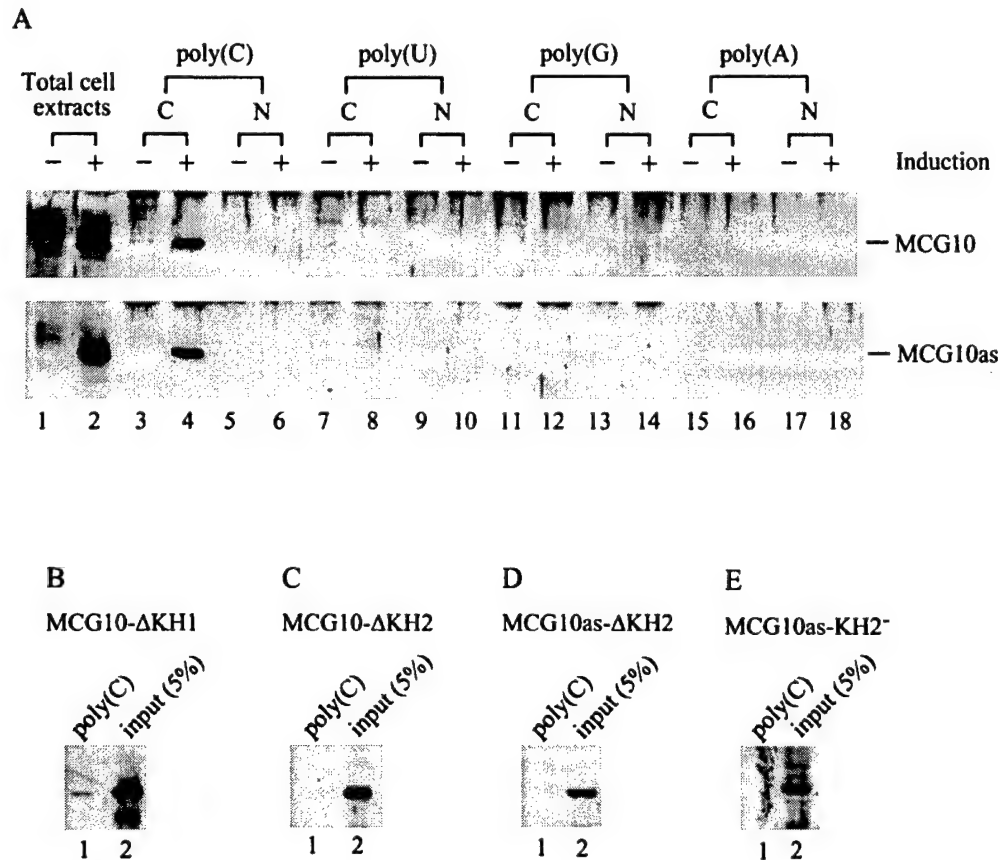 A
poly(C) poly(U) poly(G) poly(A)
Total cell
extracts
C N C N C N C N
− + − + − + − + − + − + − + − + − + Induction
MCG10
MCG10as
1 2 3 4 5 6 7 8 9 10 11 12 13 14 15 16 17 18
B C D E
MCG10-ΔKH1 MCG10-ΔKH2 MCG10as-ΔKH2 MCG10as-KH2⁻
poly(C) input (5%) poly(C) input (5%) poly(C) input (5%) poly(C) input (5%)
1 2 1 2 1 2 1 2